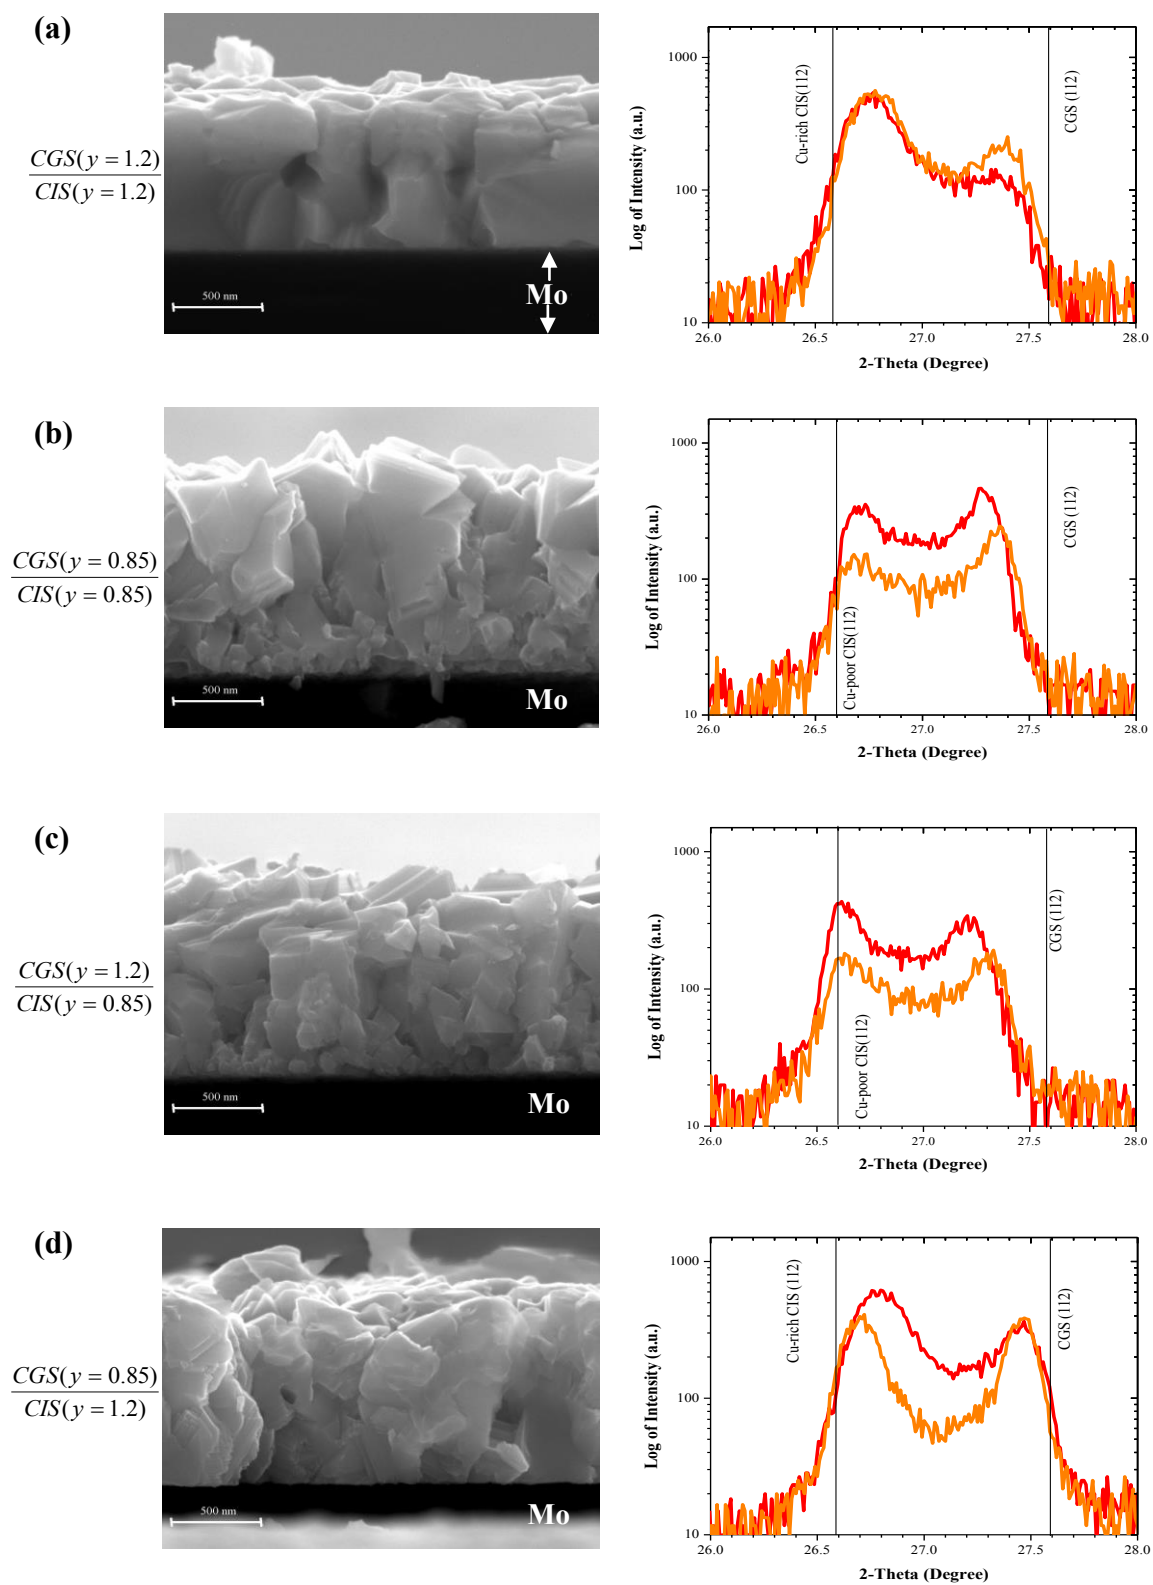 (a)
CGS(y = 1.2)
CIS(y = 1.2)
500 nm
Mo
Log of Intensity (a.u.)
1000
100
10
Cu-rich CIS(112)
CGS (112)
26.0 26.5 27.0 27.5 28.0
2-Theta (Degree)
(b)
CGS(y = 0.85)
CIS(y = 0.85)
500 nm
Mo
Log of Intensity (a.u.)
1000
100
10
Cu-poor CIS(112)
CGS (112)
26.0 26.5 27.0 27.5 28.0
2-Theta (Degree)
(c)
CGS(y = 1.2)
CIS(y = 0.85)
500 nm
Mo
Log of Intensity (a.u.)
1000
100
10
Cu-poor CIS(112)
CGS (112)
26.0 26.5 27.0 27.5 28.0
2-Theta (Degree)
(d)
CGS(y = 0.85)
CIS(y = 1.2)
500 nm
Mo
Log of Intensity (a.u.)
1000
100
10
Cu-rich CIS (112)
CGS (112)
26.0 26.5 27.0 27.5 28.0
2-Theta (Degree)